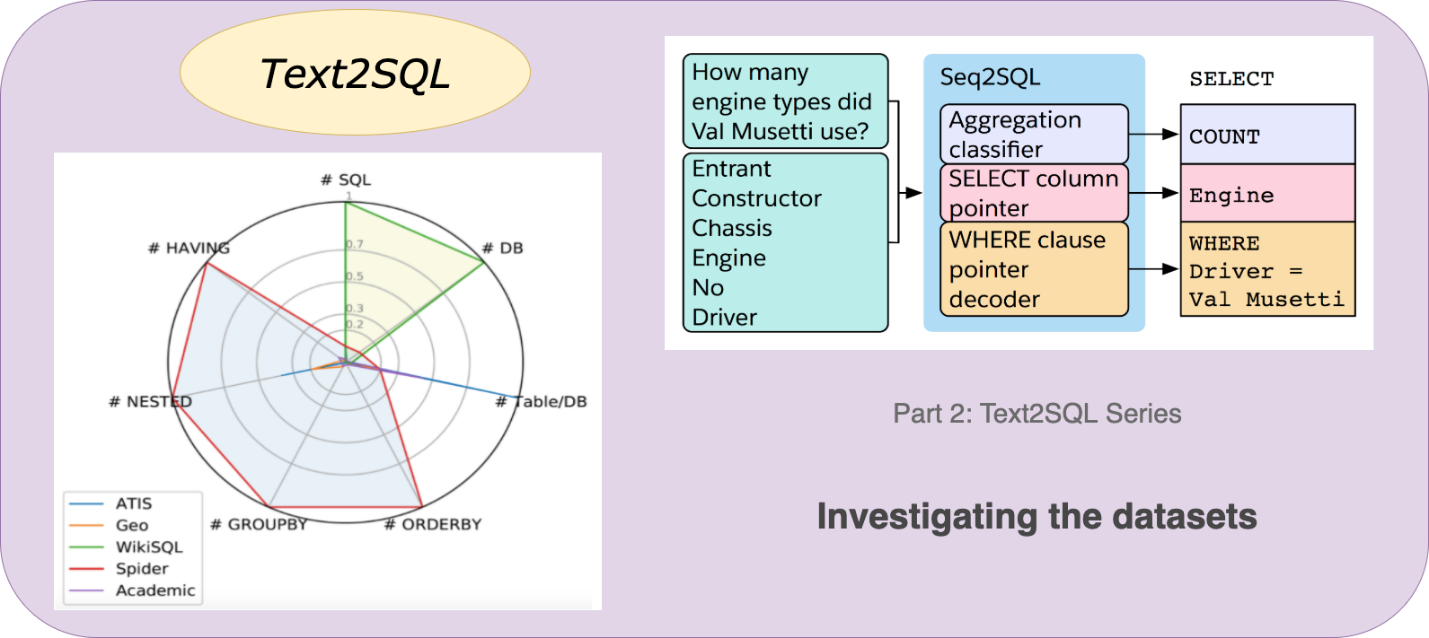 Text2SQL
# SQL
1
# HAVING
# DB
0.7
0.5
0.3
0.2
# NESTED
# Table/DB
# GROUPBY
# ORDERBY
ATIS
Geo
WikiSQL
Spider
Academic
How many
engine types did
Val Musetti use?
Entrant
Constructor
Chassis
Engine
No
Driver
Seq2SQL
Aggregation
classifier
SELECT column
pointer
WHERE clause
pointer
decoder
SELECT
COUNT
Engine
WHERE
Driver =
Val Musetti
Part 2: Text2SQL Series
Investigating the datasets